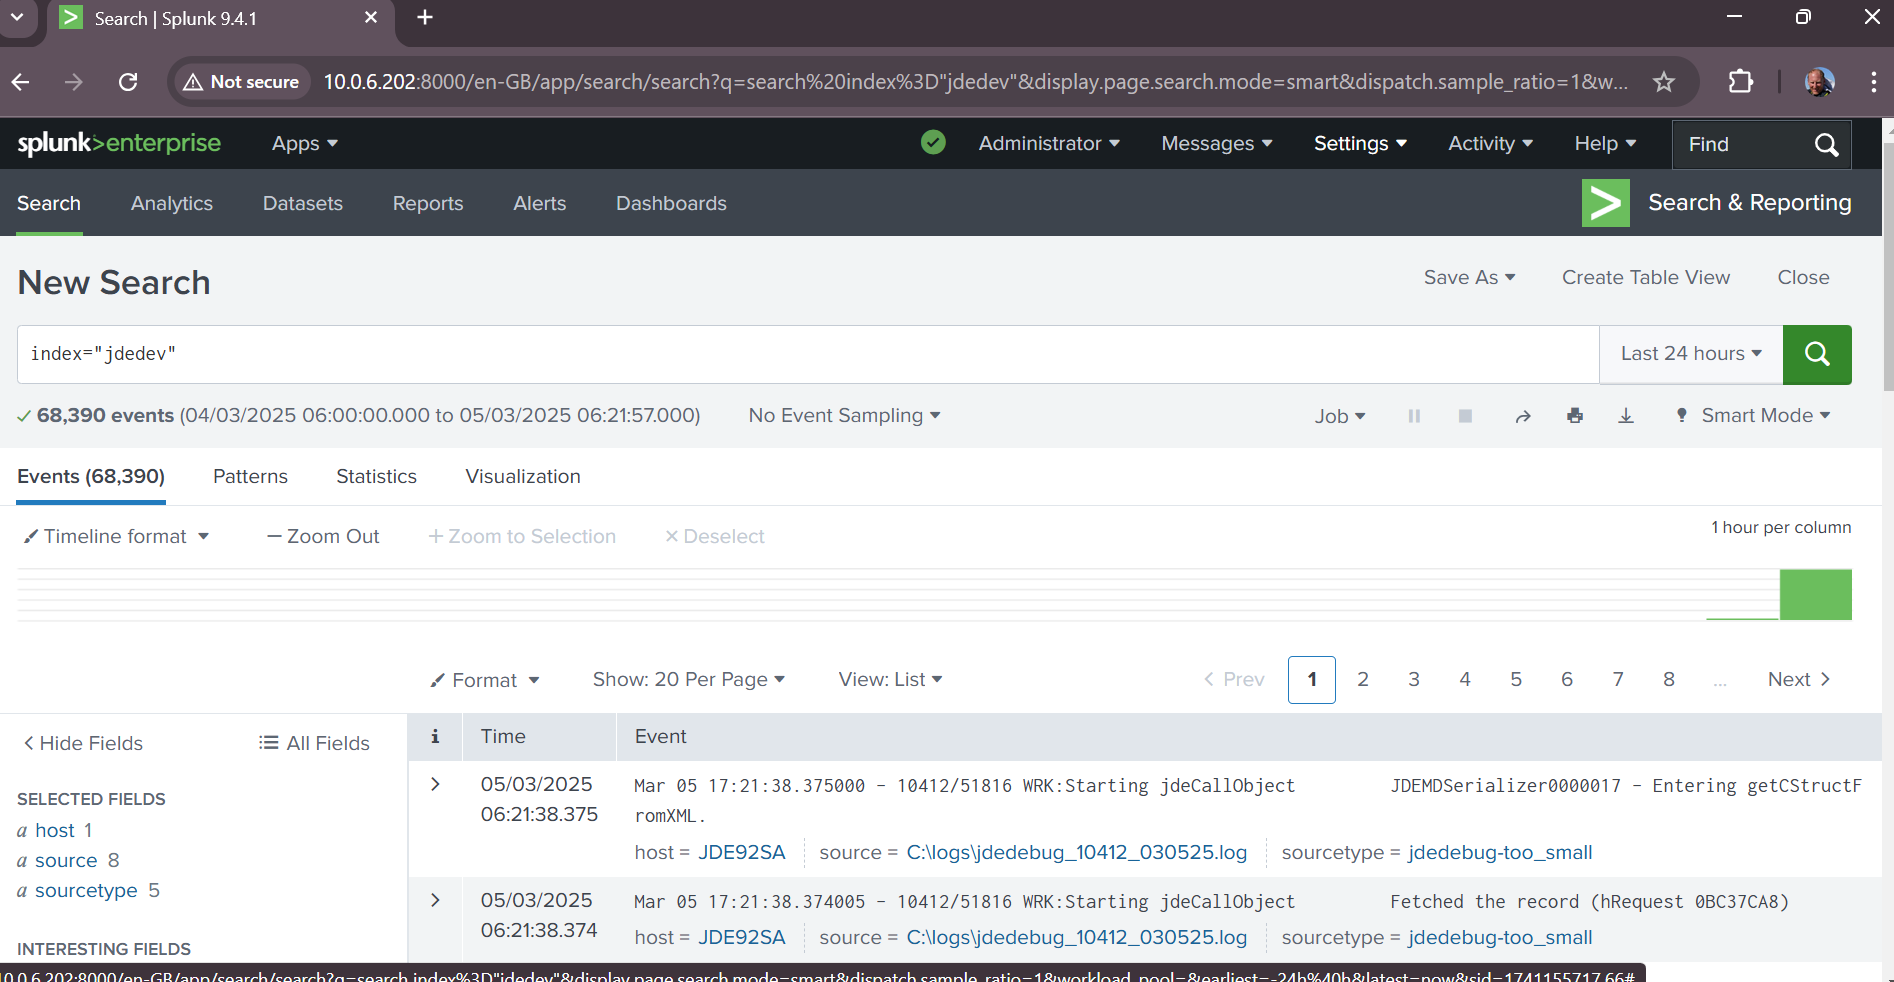 Search | Splunk 9.4.1
Not secure
10.0.6.202:8000/en-GB/app/search/search?q=search%20index%3D"jdedev"&display.page.search.mode=smart&dispatch.sample_ratio=1&w...
splunk>enterprise Apps Administrator Messages Settings Activity Help Find
Search Analytics Datasets Reports Alerts Dashboards Search & Reporting
New Search
Save As Create Table View Close
index="jdedev" Last 24 hours
68,390 events (04/03/2025 06:00:00.000 to 05/03/2025 06:21:57.000) No Event Sampling Job Smart Mode
Events (68,390) Patterns Statistics Visualization
Timeline format Zoom Out Zoom to Selection Deselect 1 hour per column
Format Show: 20 Per Page View: List Prev 1 2 3 4 5 6 7 8 ... Next
Hide Fields All Fields
SELECTED FIELDS
a host 1
a source 8
a sourcetype 5
INTERESTING FIELDS
i Time Event
05/03/2025
06:21:38.375
Mar 05 17:21:38.375000 - 10412/51816 WRK:Starting jdeCallObject JDEMDSerializer0000017 - Entering getCStructF
romXML.
host = JDE92SA source = C:\logs\jdedebug_10412_030525.log sourcetype = jdedebug-too_small
05/03/2025
06:21:38.374
Mar 05 17:21:38.374005 - 10412/51816 WRK:Starting jdeCallObject Fetched the record (hRequest 0BC37CA8)
host = JDE92SA source = C:\logs\jdedebug_10412_030525.log sourcetype = jdedebug-too_small
10.0.6.202:8000/en-GB/app/search/search?q=search index%3D"jdedev"&display.page.search.mode=smart&dispatch.sample_ratio=1&workload_pool=&earliest=-24h%40h&latest=now&sid=1741155717.66#